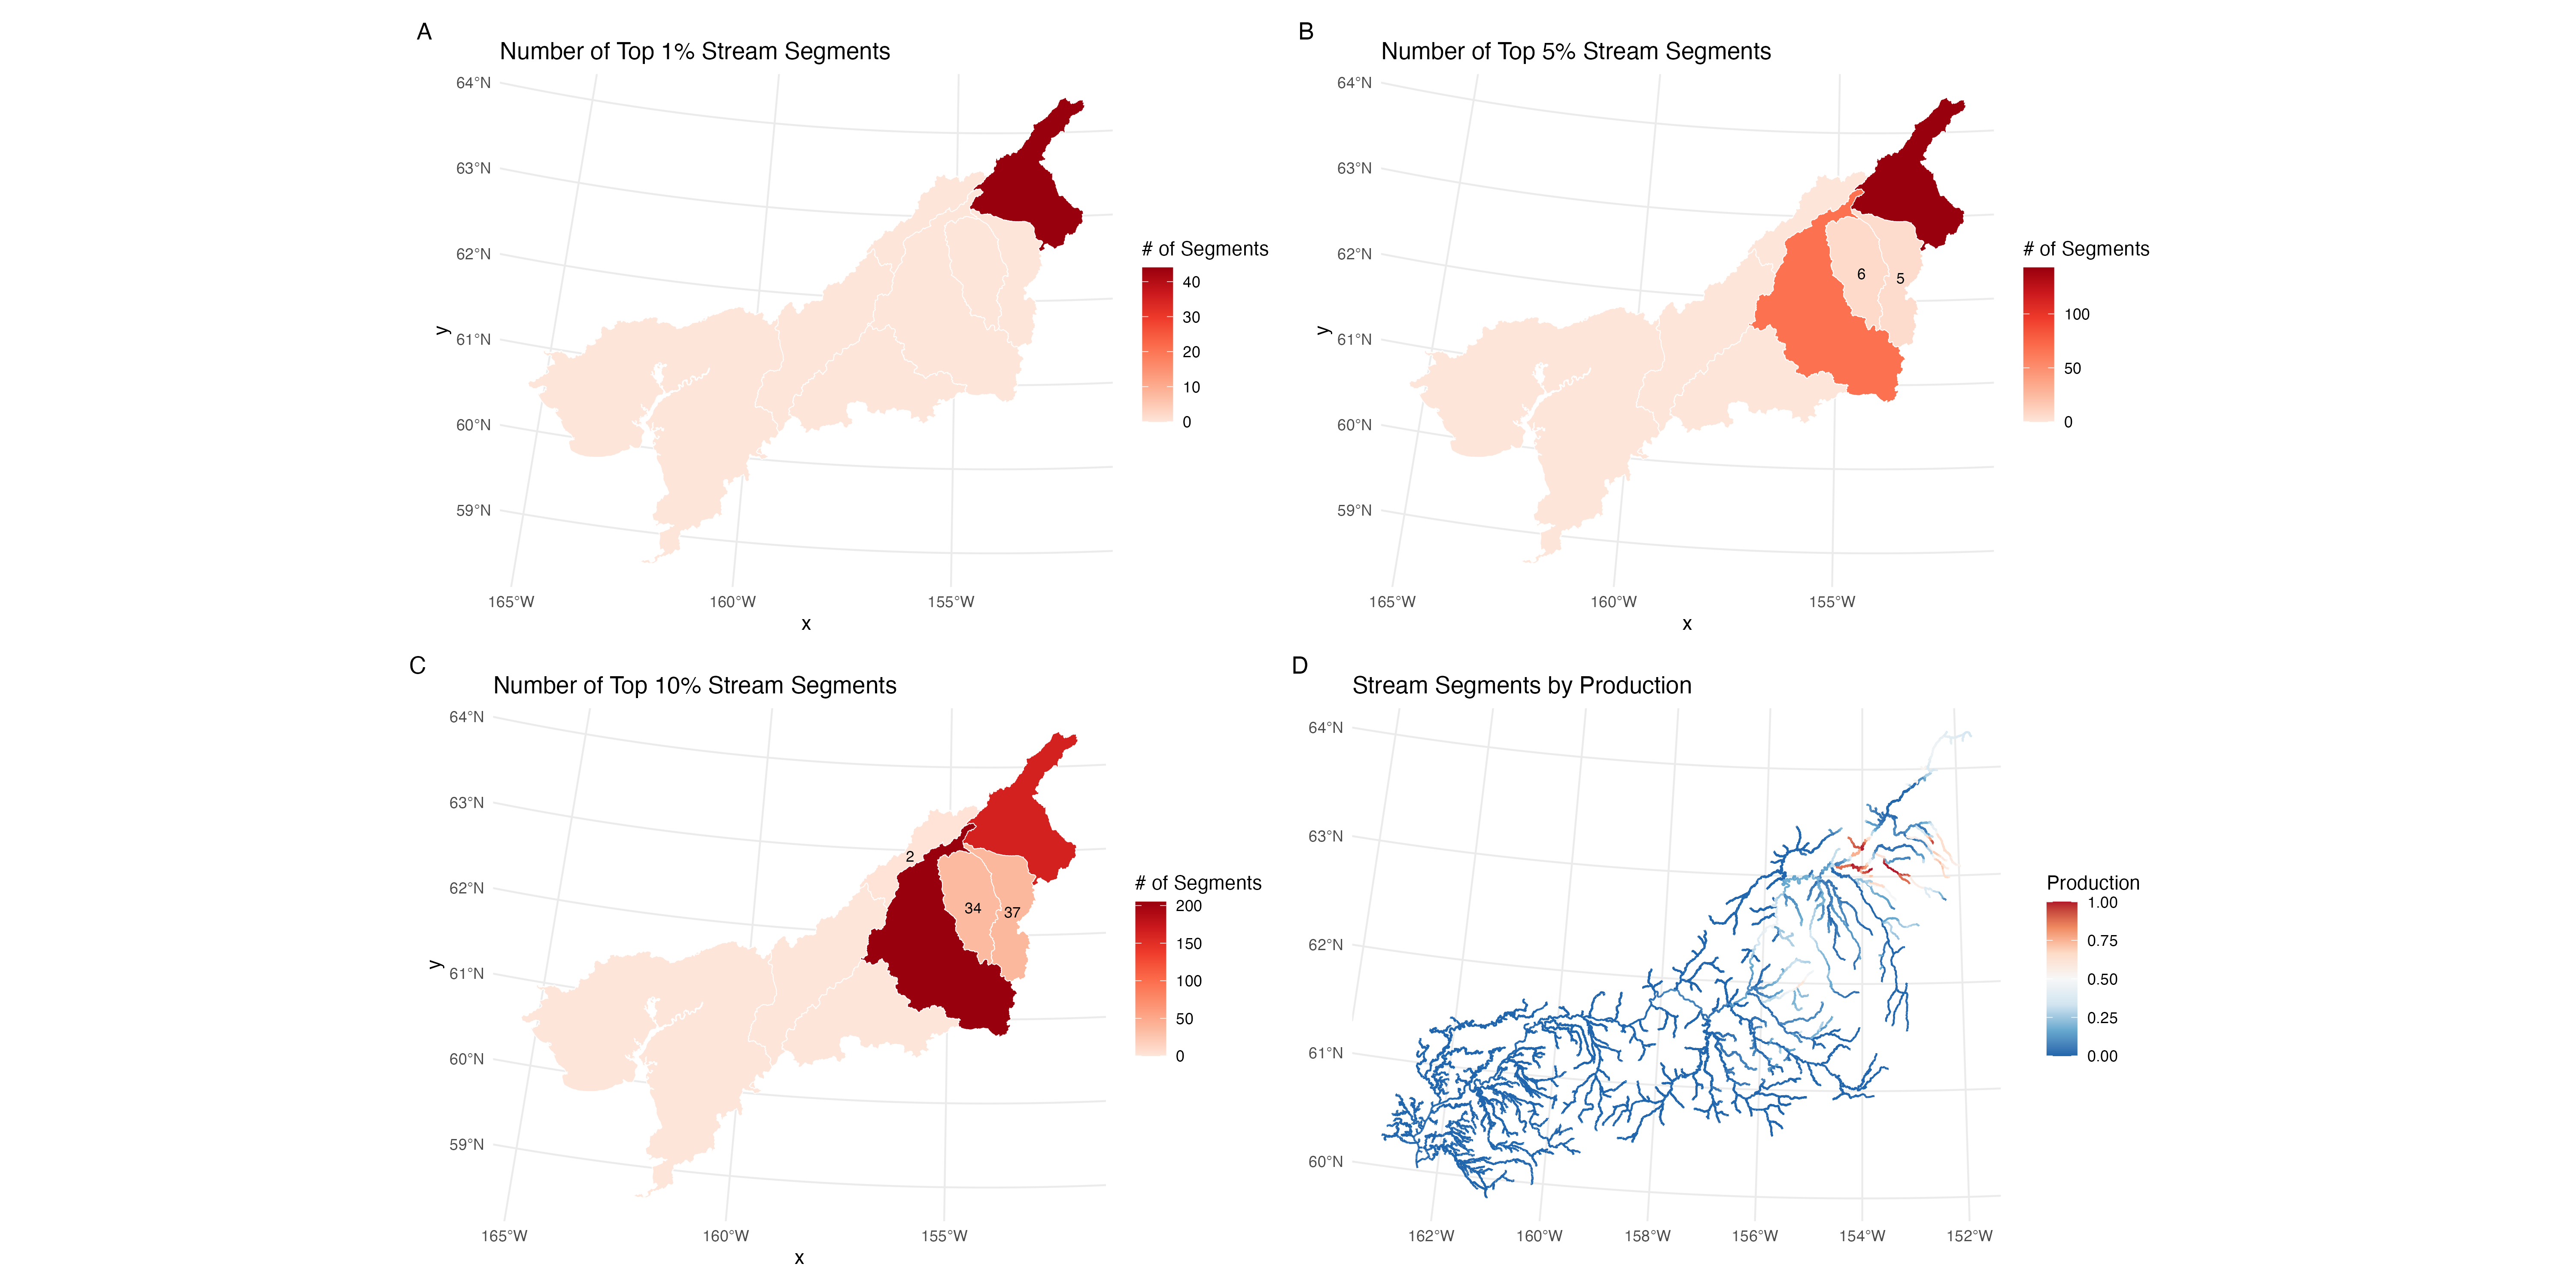 A
Number of Top 1% Stream Segments
64°N
63°N
62°N
61°N
60°N
59°N
y
165°W
160°W
155°W
x
# of Segments
40
30
20
10
0
B
Number of Top 5% Stream Segments
64°N
63°N
62°N
61°N
60°N
59°N
y
6
5
165°W
160°W
155°W
x
# of Segments
100
50
0
C
Number of Top 10% Stream Segments
64°N
63°N
62°N
61°N
60°N
59°N
y
2
34
37
165°W
160°W
155°W
x
# of Segments
200
150
100
50
0
D
Stream Segments by Production
64°N
63°N
62°N
61°N
60°N
162°W
160°W
158°W
156°W
154°W
152°W
Production
1.00
0.75
0.50
0.25
0.00